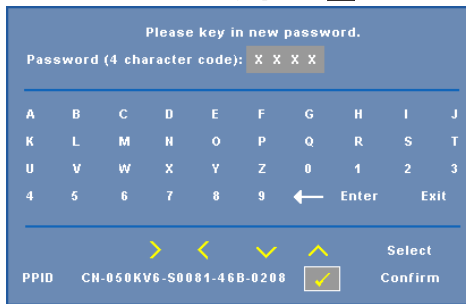 Please key in new password.
Password (4 character code): X X X X
A B C D E F G H I J
K L M N O P Q R S T
U V W X Y Z 0 1 2 3
4 5 6 7 8 9 ← Enter Exit
> < ∨ ∧ Select
PPID CN-050KV6-S0081-46B-0208 ✓ Confirm